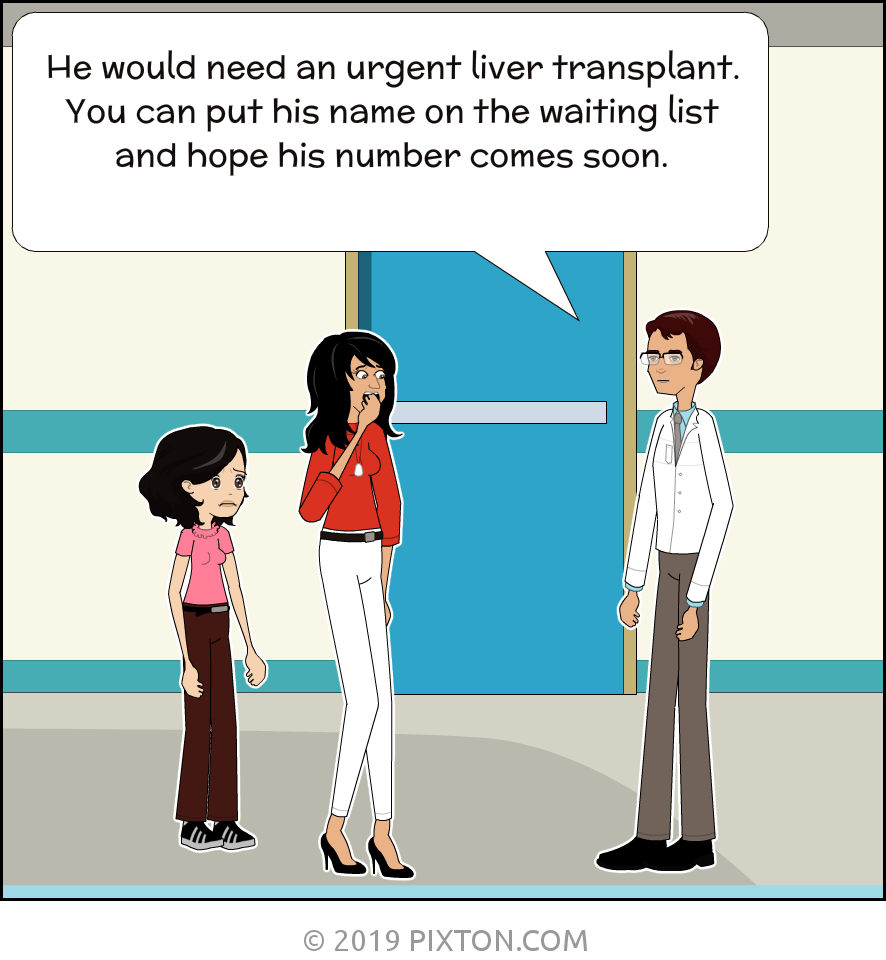 He would need an urgent liver transplant.
You can put his name on the waiting list
and hope his number comes soon.
© 2019 PIXTON.COM